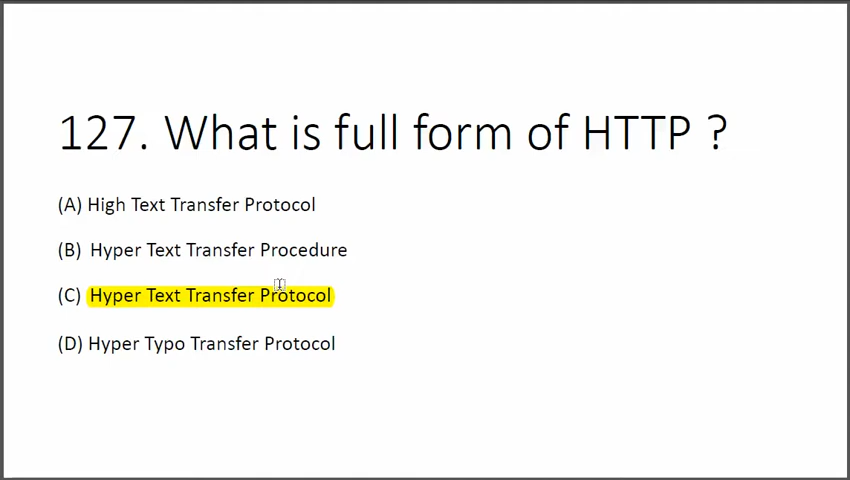 127. What is full form of HTTP ?
(A) High Text Transfer Protocol
(B) Hyper Text Transfer Procedure
(C) Hyper Text Transfer Protocol
(D) Hyper Typo Transfer Protocol